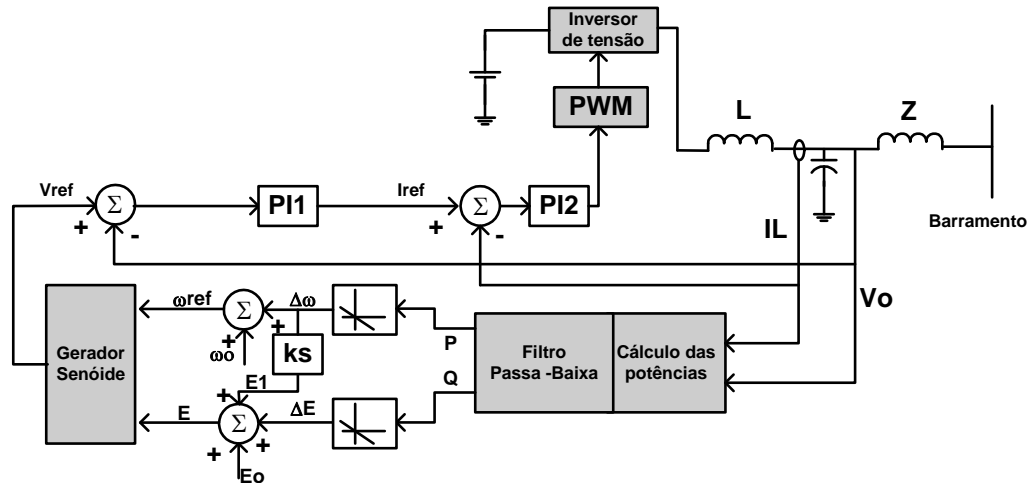 Inversor
de tensão
PWM
L
Z
Vref
Σ
+
-
PI1
Iref
Σ
+
-
PI2
IL
Barramento
Vo
Gerador
Senóide
ωref
Σ
+
+
ωo
Δω
ks
E1
E
Σ
+
+
+
ΔE
Eo
P
Q
Filtro
Passa -Baixa
Cálculo das
potências